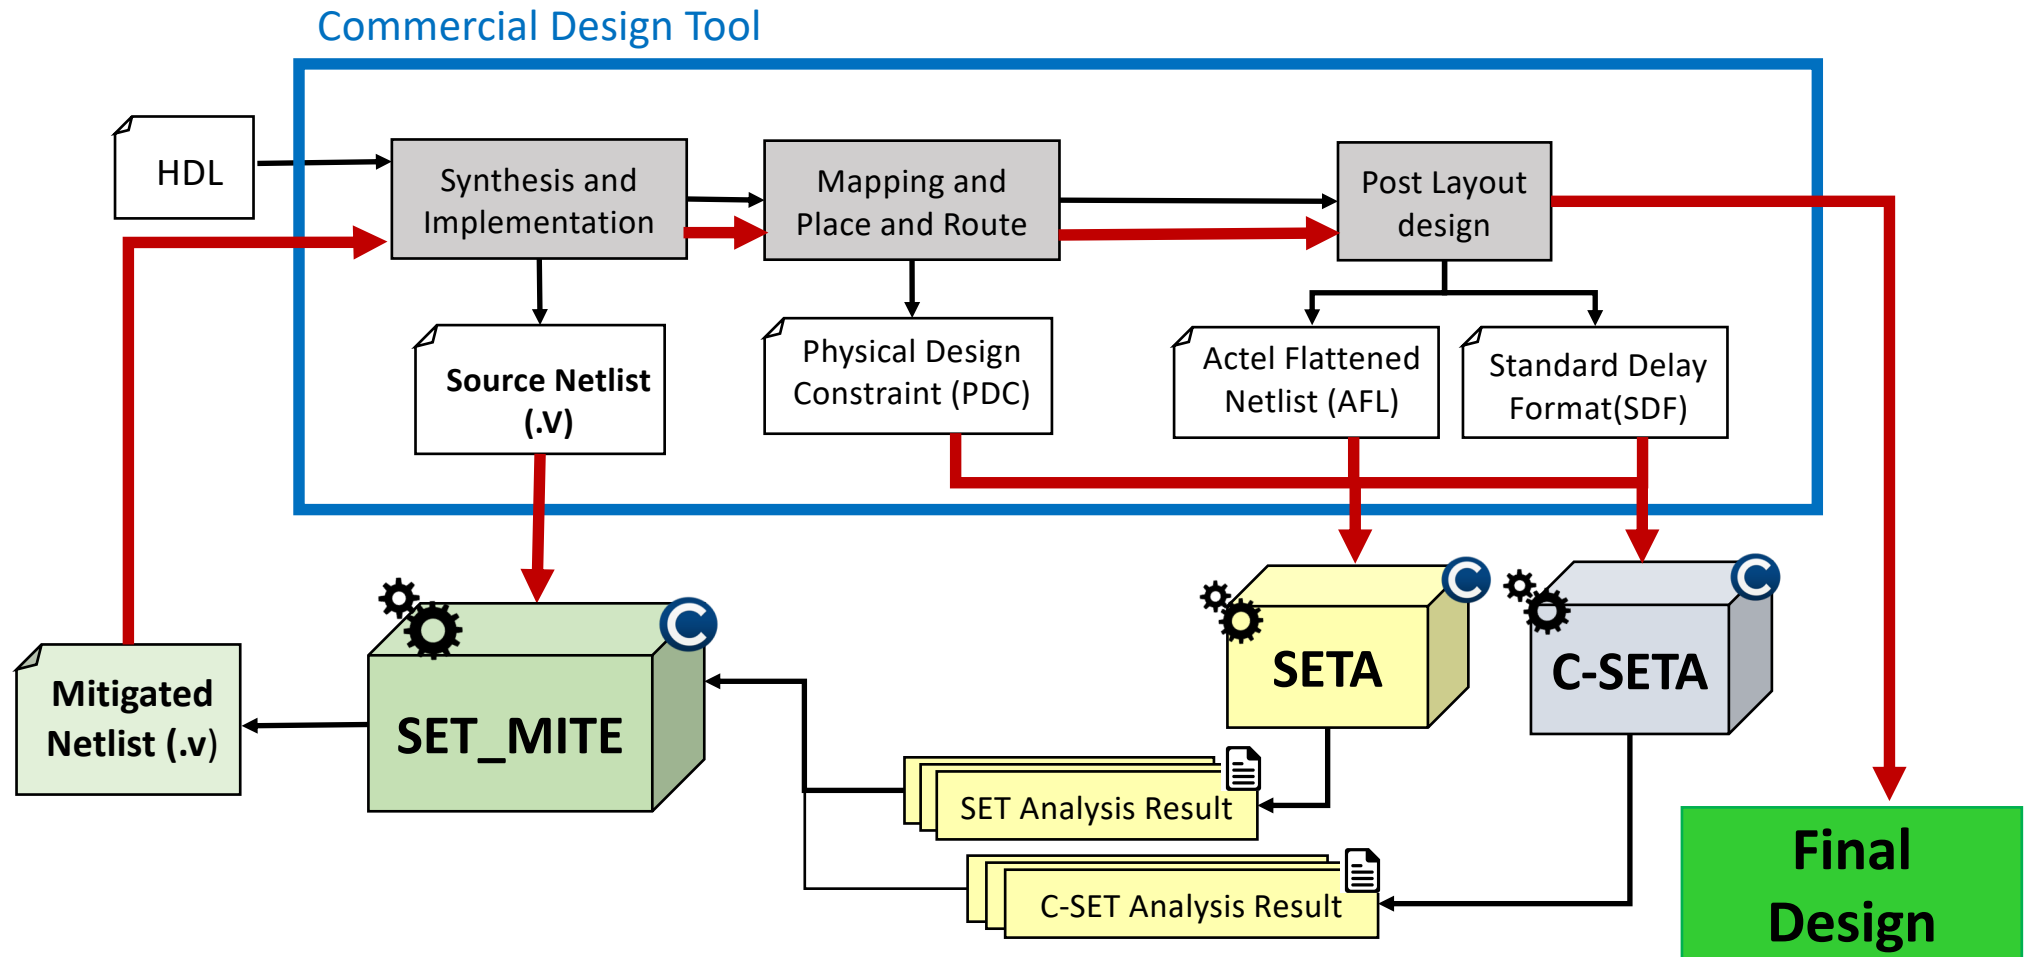 Commercial Design Tool
HDL
Synthesis and
Implementation
Mapping and
Place and Route
Post Layout
design
Source Netlist
(.V)
Physical Design
Constraint (PDC)
Actel Flattened
Netlist (AFL)
Standard Delay
Format(SDF)
Mitigated
Netlist (.v)
C
SET_MITE
C
SETA
C
C-SETA
SET Analysis Result
C-SET Analysis Result
Final
Design